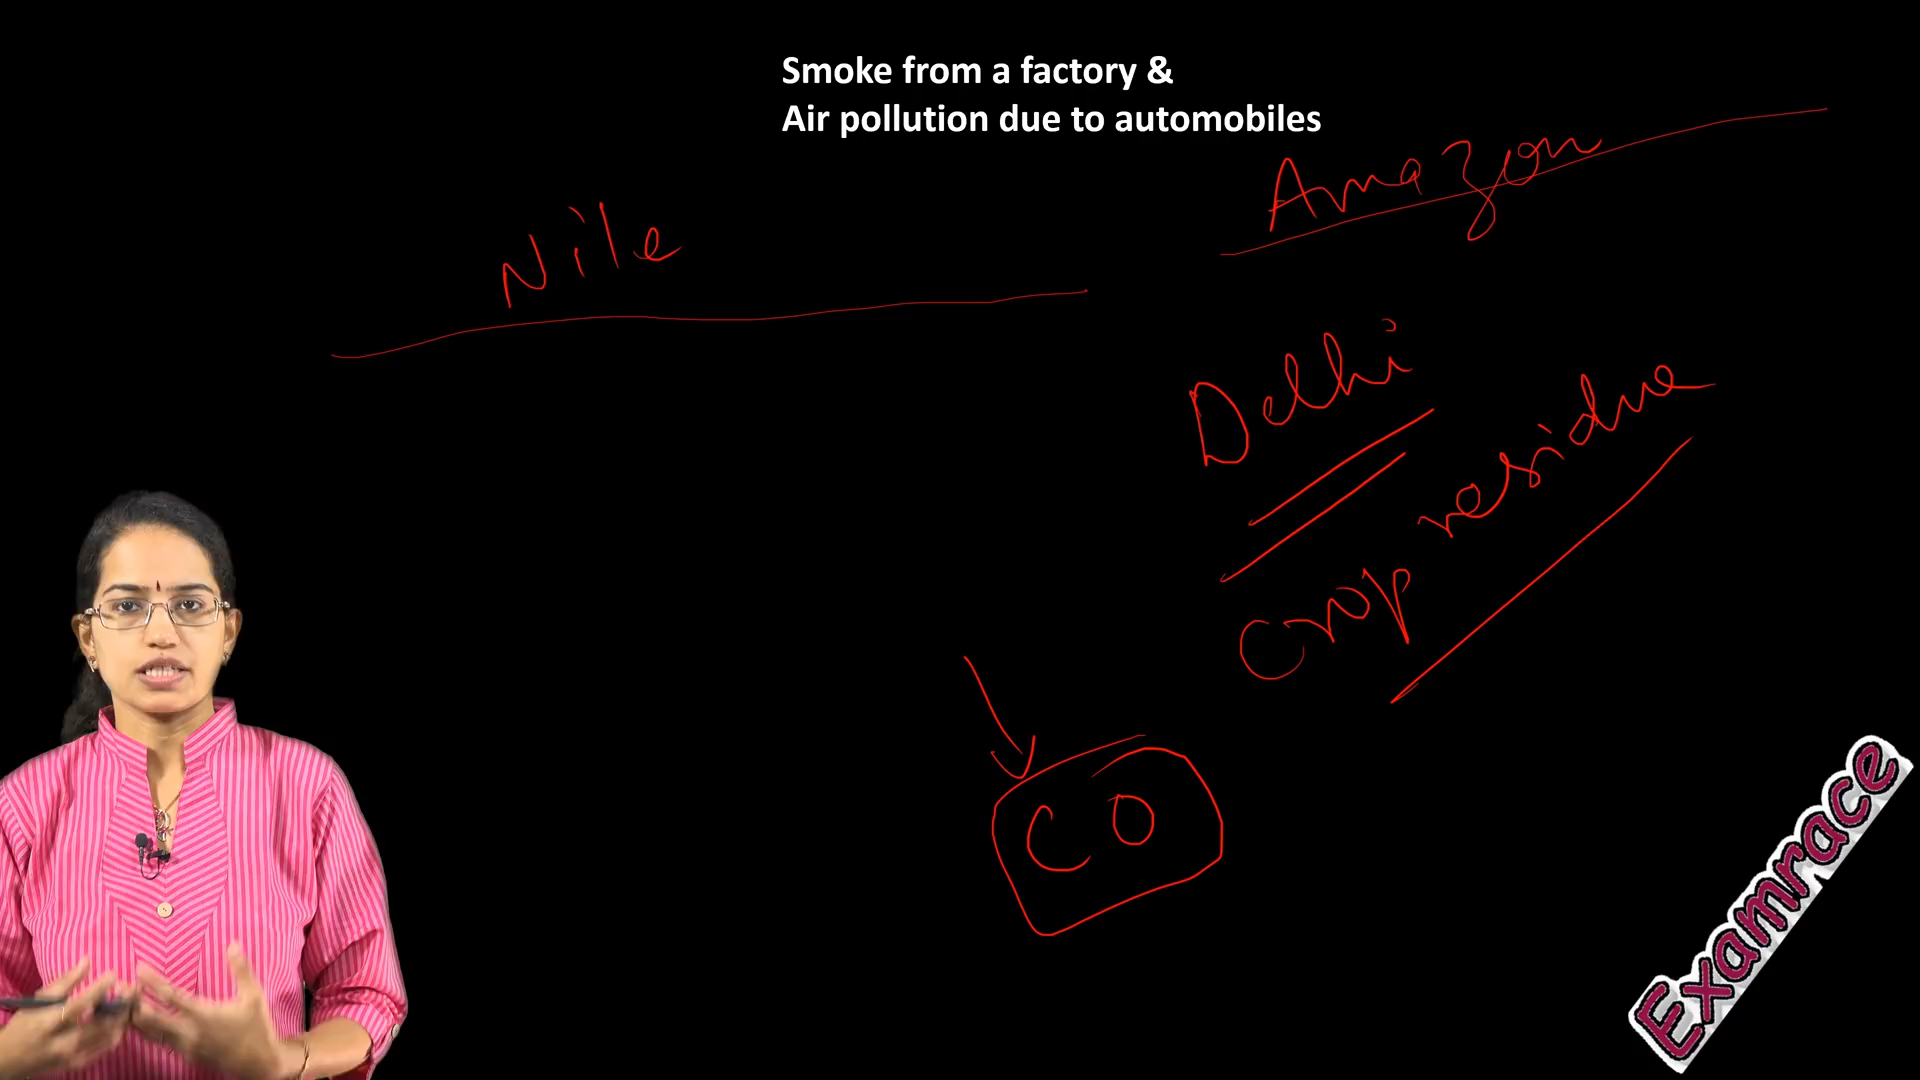 Smoke from a factory &
Air pollution due to automobiles
Amazon
Nile
Delhi
Crop residue
CO
Examrace